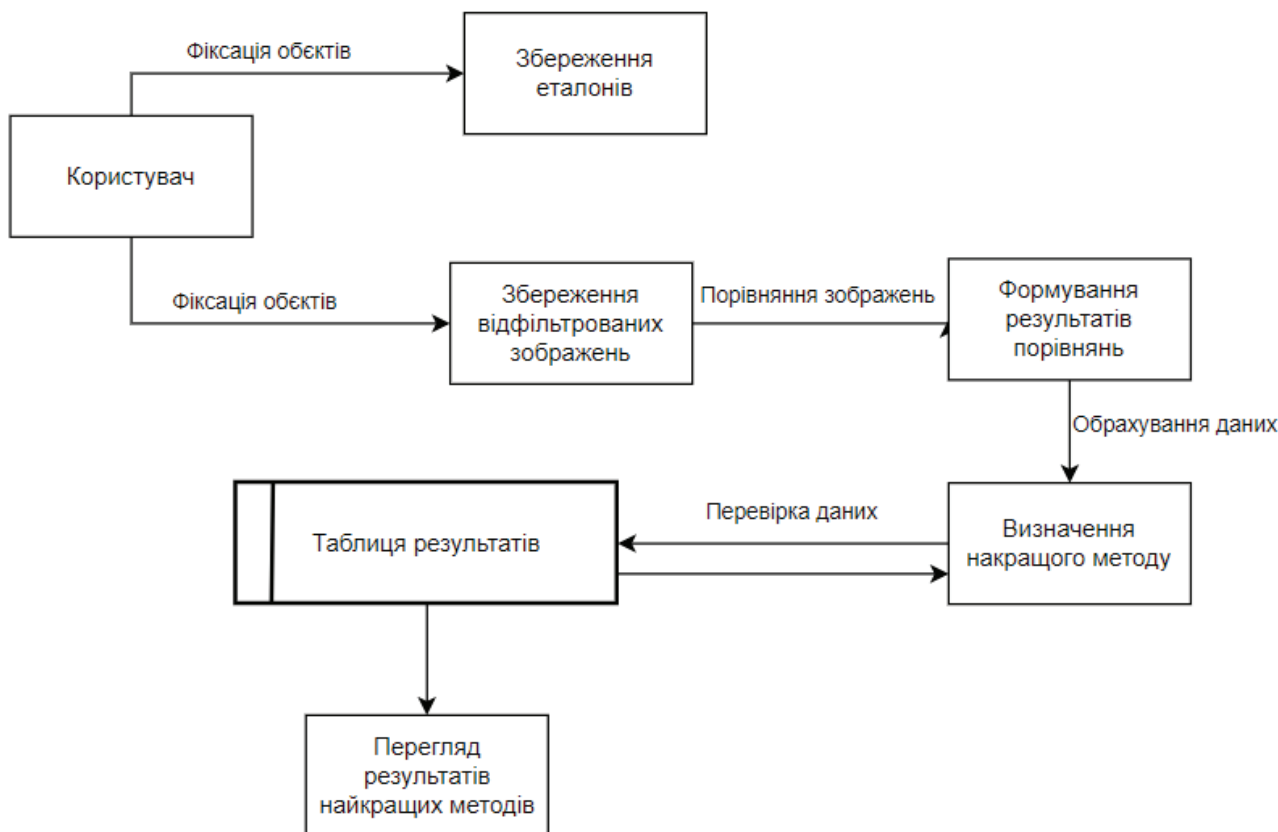 Фіксація обєктів
Збереження
еталонів
Користувач
Фіксація обєктів
Збереження
відфільтрованих
зображень
Порівняння зображень
Формування
результатів
порівнянь
Обрахування даних
Таблиця результатів
Перевірка даних
Визначення
накращого методу
Перегляд
результатів
найкращих методів